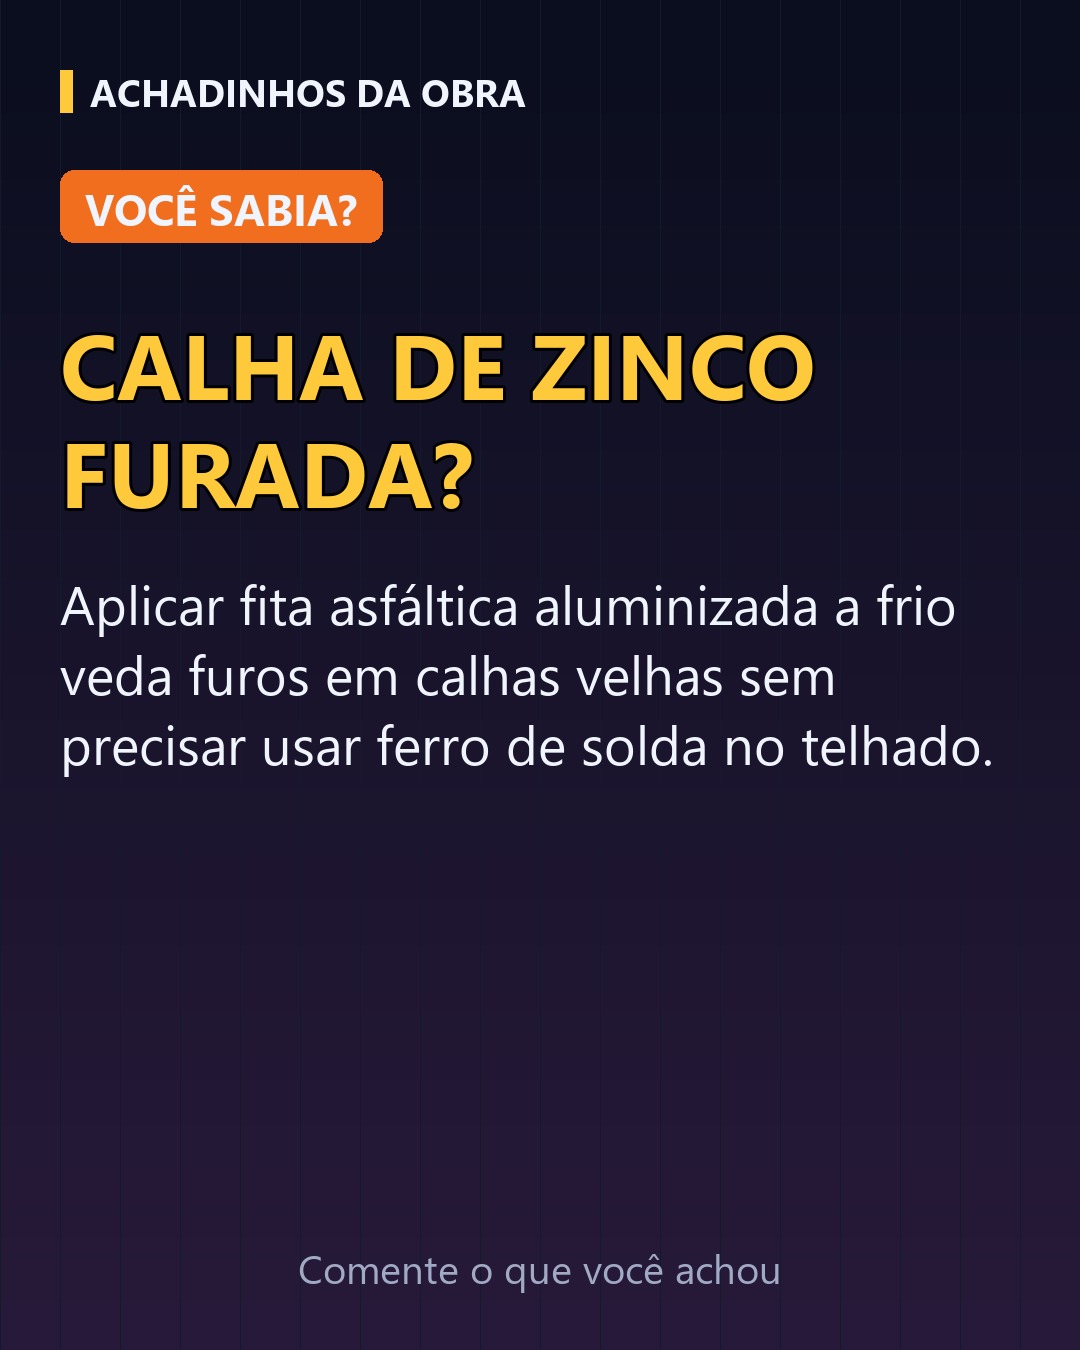 ACHADINHOS DA OBRA
VOCÊ SABIA?
CALHA DE ZINCO
FURADA?
Aplicar fita asfáltica aluminizada a frio
veda furos em calhas velhas sem
precisar usar ferro de solda no telhado.
Comente o que você achou